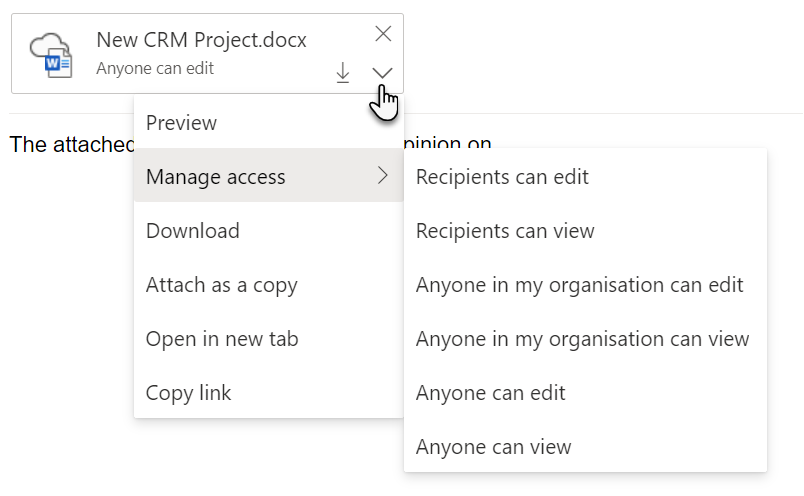 New CRM Project.docx
Anyone can edit
W
The attached pinion on
Preview
Manage access
Download
Attach as a copy
Open in new tab
Copy link
Recipients can edit
Recipients can view
Anyone in my organisation can edit
Anyone in my organisation can view
Anyone can edit
Anyone can view